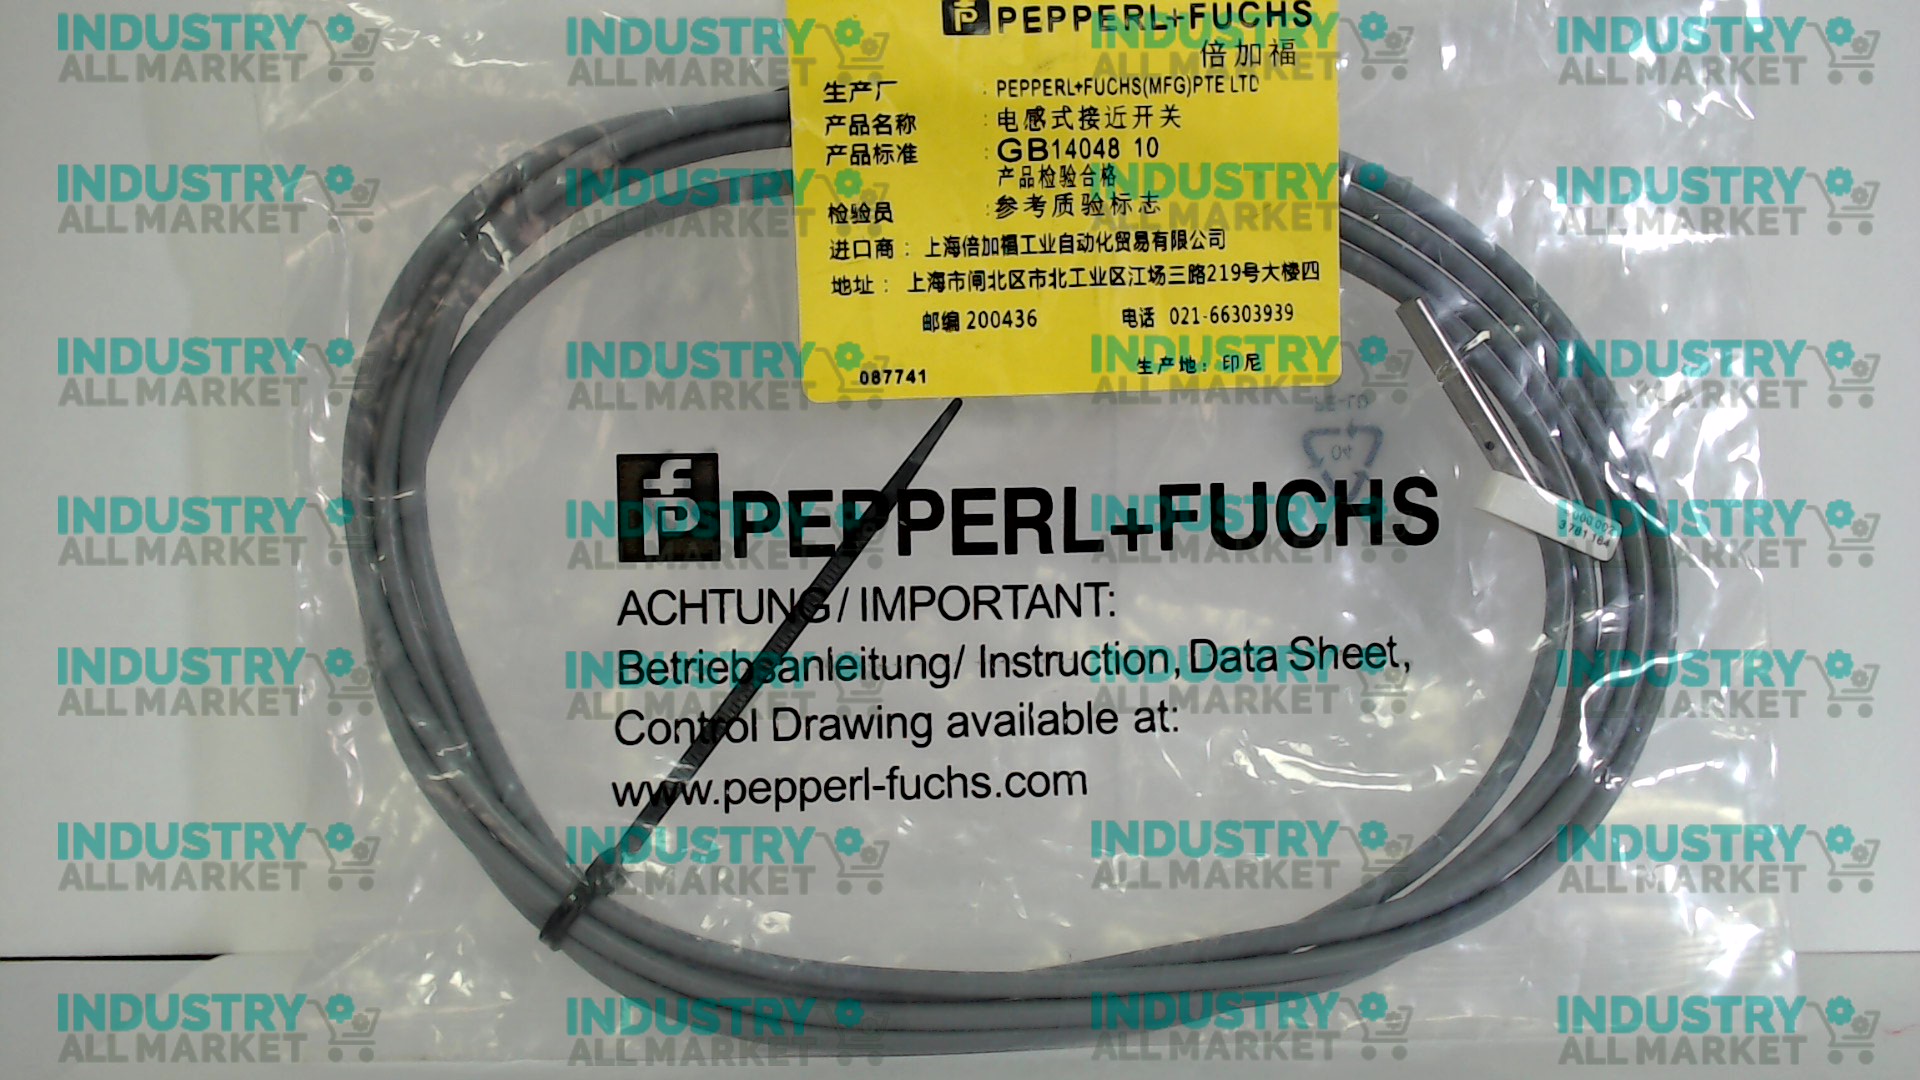 PEPPERL+FUCHS
倍加福
生产厂 : PEPPERL+FUCHS(MFG)PTE LTD
产品名称 : 电感式接近开关
产品标准 : GB14048 10
产品检验合格
检验员 : 参考质验标志
进口商： 上海倍加福工业自动化贸易有限公司
地址： 上海市闸北区市北工业区江场三路219号大楼四
邮编 200436 电话 021-66303939
生产地：印尼
087741
PEPPERL+FUCHS
ACHTUNG/ IMPORTANT:
Betriebsanleitung/ Instruction, Data Sheet,
Control Drawing available at:
www.pepperl-fuchs.com
04
INDUSTRY
ALL MARKET